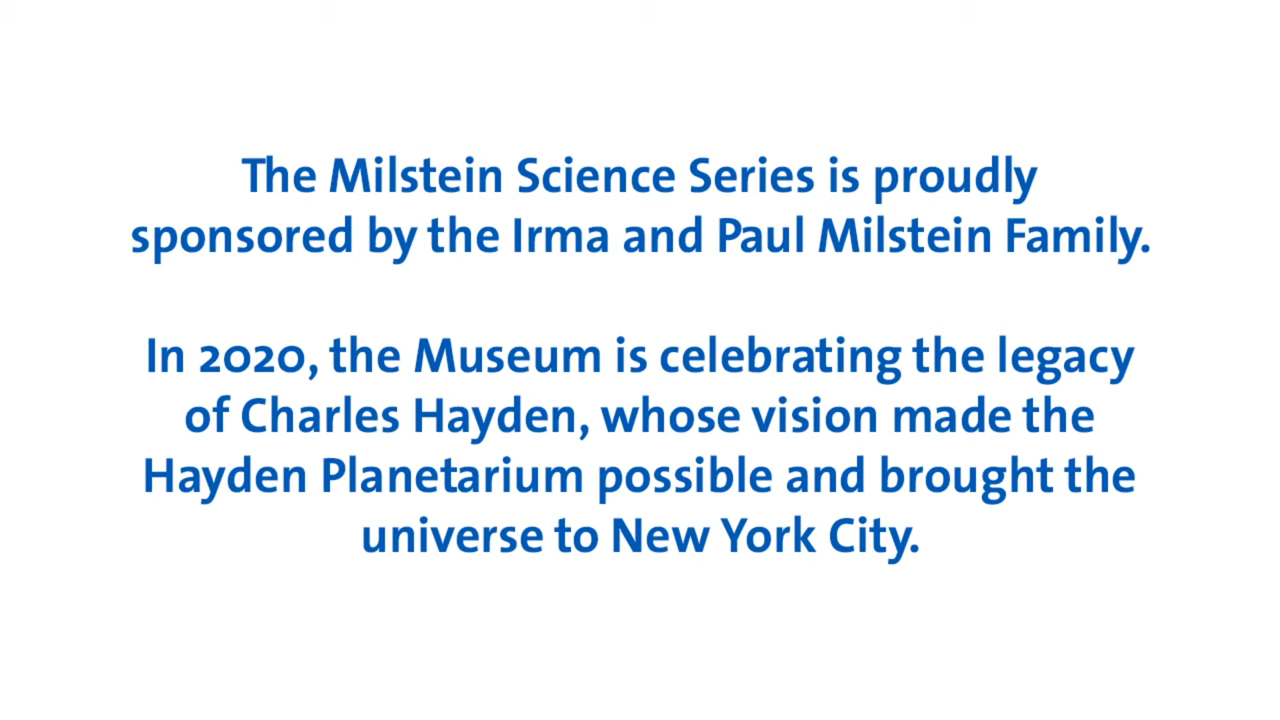 The Milstein Science Series is proudly
sponsored by the Irma and Paul Milstein Family.
In 2020, the Museum is celebrating the legacy
of Charles Hayden, whose vision made the
Hayden Planetarium possible and brought the
universe to New York City.